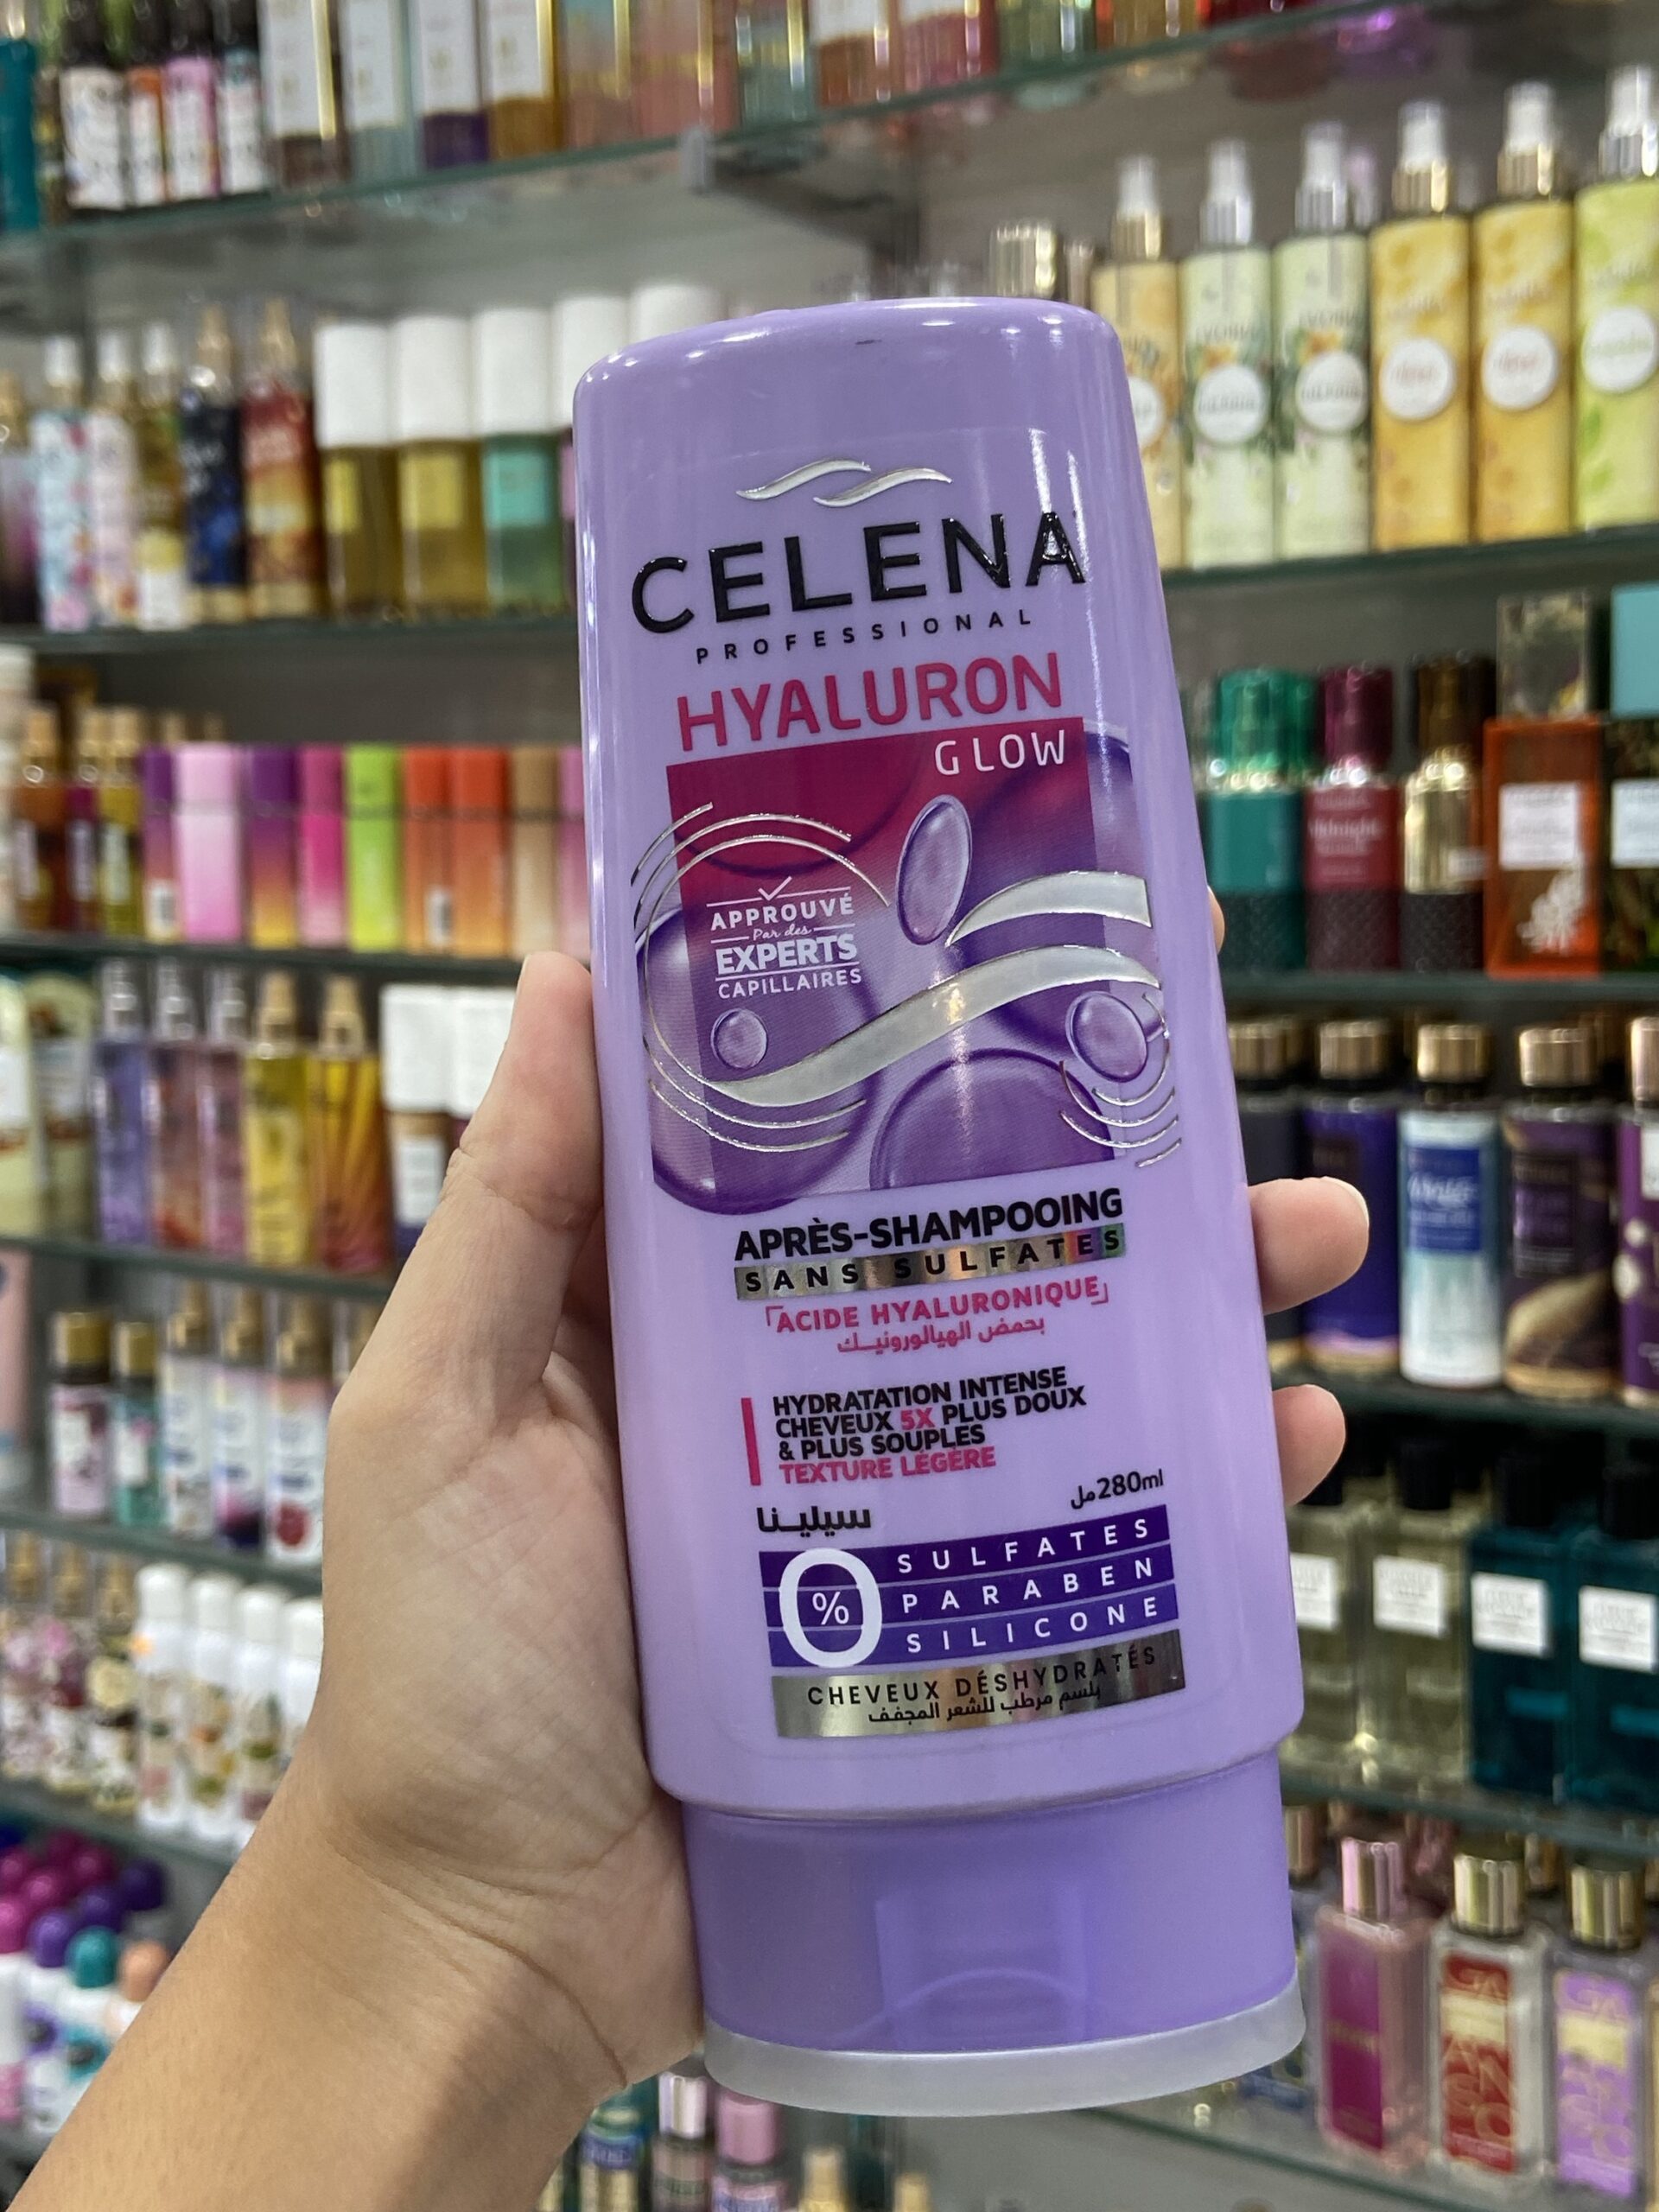 CELENA
PROFESSIONAL
HYALURON
GLOW
APPROUVÉ
Par des
EXPERTS
CAPILLAIRES
APRÈS-SHAMPOOING
SANS SULFATES
「ACIDE HYALURONIQUE」
بحمض الهيالورونيك
HYDRATATION INTENSE
CHEVEUX 5X PLUS DOUX
& PLUS SOUPLES
TEXTURE LÉGÈRE
280ml مل
سيلينا
0%
SULFATES
PARABEN
SILICONE
CHEVEUX DÉSHYDRATÉS
بلسم مرطب للشعر المجفف